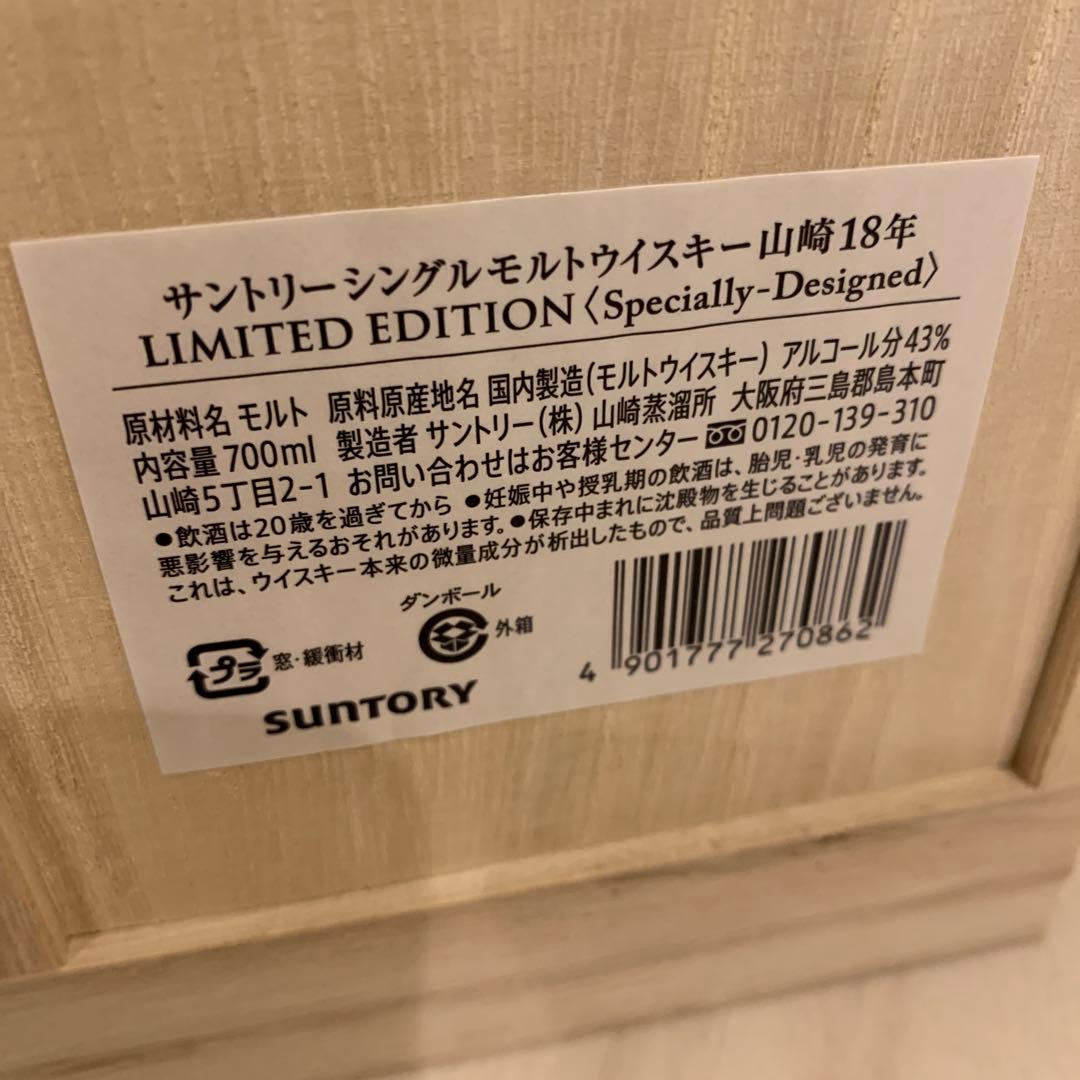 サントリーシングルモルトウイスキー山崎18年
LIMITED EDITION〈Specially-Designed〉
原材料名 モルト 原料原産地名 国内製造(モルトウイスキー) アルコール分43%
内容量700ml 製造者 サントリー(株) 山崎蒸溜所 大阪府三島郡島本町
山崎5丁目2-1 お問い合わせはお客様センター 0120-139-310
●飲酒は20歳を過ぎてから ●妊娠中や授乳期の飲酒は、胎児・乳児の発育に
悪影響を与えるおそれがあります。●保存中まれに沈殿物を生じることがあります。
これは、ウイスキー本来の微量成分が析出したもので、品質上問題ございません。
ダンボール
外箱
プラ 窓・緩衝材
4 901777 270862
SUNTORY